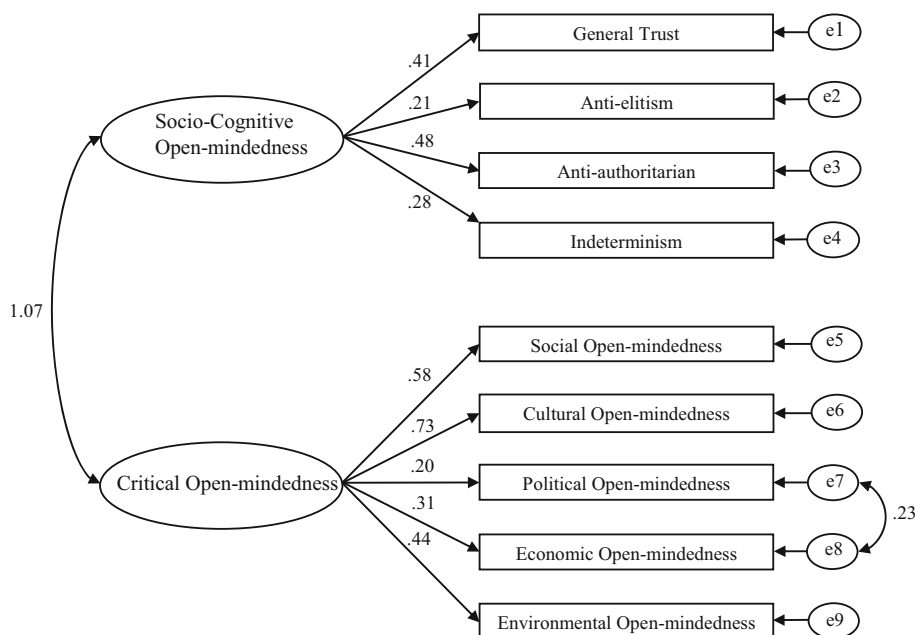 General Trust
e1
.41
.21
Anti-elitism
e2
Socio-Cognitive
Open-mindedness
.48
Anti-authoritarian
e3
.28
Indeterminism
e4
1.07
Social Open-mindedness
e5
.58
.73
Cultural Open-mindedness
e6
.20
Critical Open-mindedness
Political Open-mindedness
e7
.31
.23
.44
Economic Open-mindedness
e8
Environmental Open-mindedness
e9